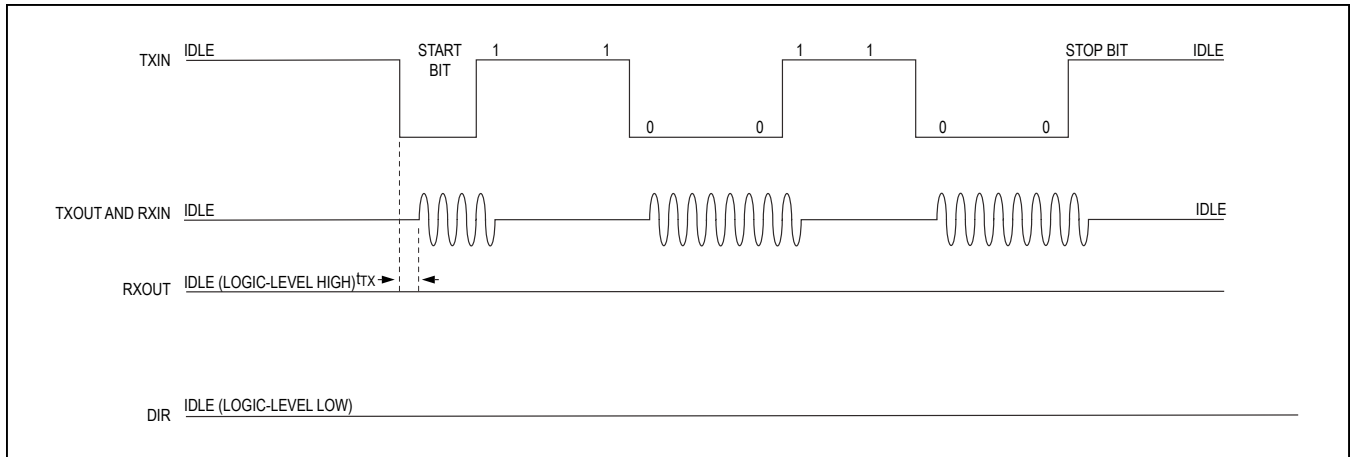 TXIN IDLE START BIT 1 1 0 0 1 1 0 0 STOP BIT IDLE
TXOUT AND RXIN IDLE IDLE
RXOUT IDLE (LOGIC-LEVEL HIGH) tTX
DIR IDLE (LOGIC-LEVEL LOW)